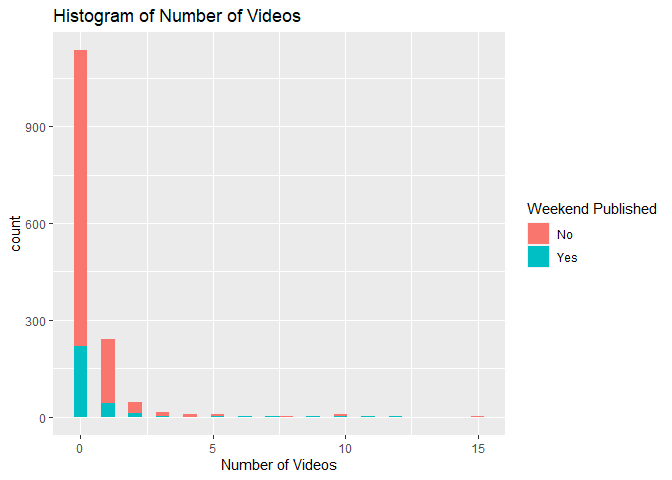 Histogram of Number of Videos
900
600
300
0
count
0 5 10 15
Number of Videos
Weekend Published
No
Yes